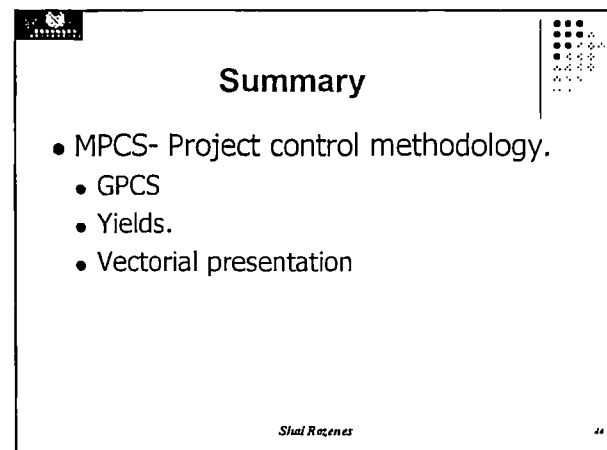 Summary
• MPCS- Project control methodology.
• GPCS
• Yields.
• Vectorial presentation
Shai Rozenes